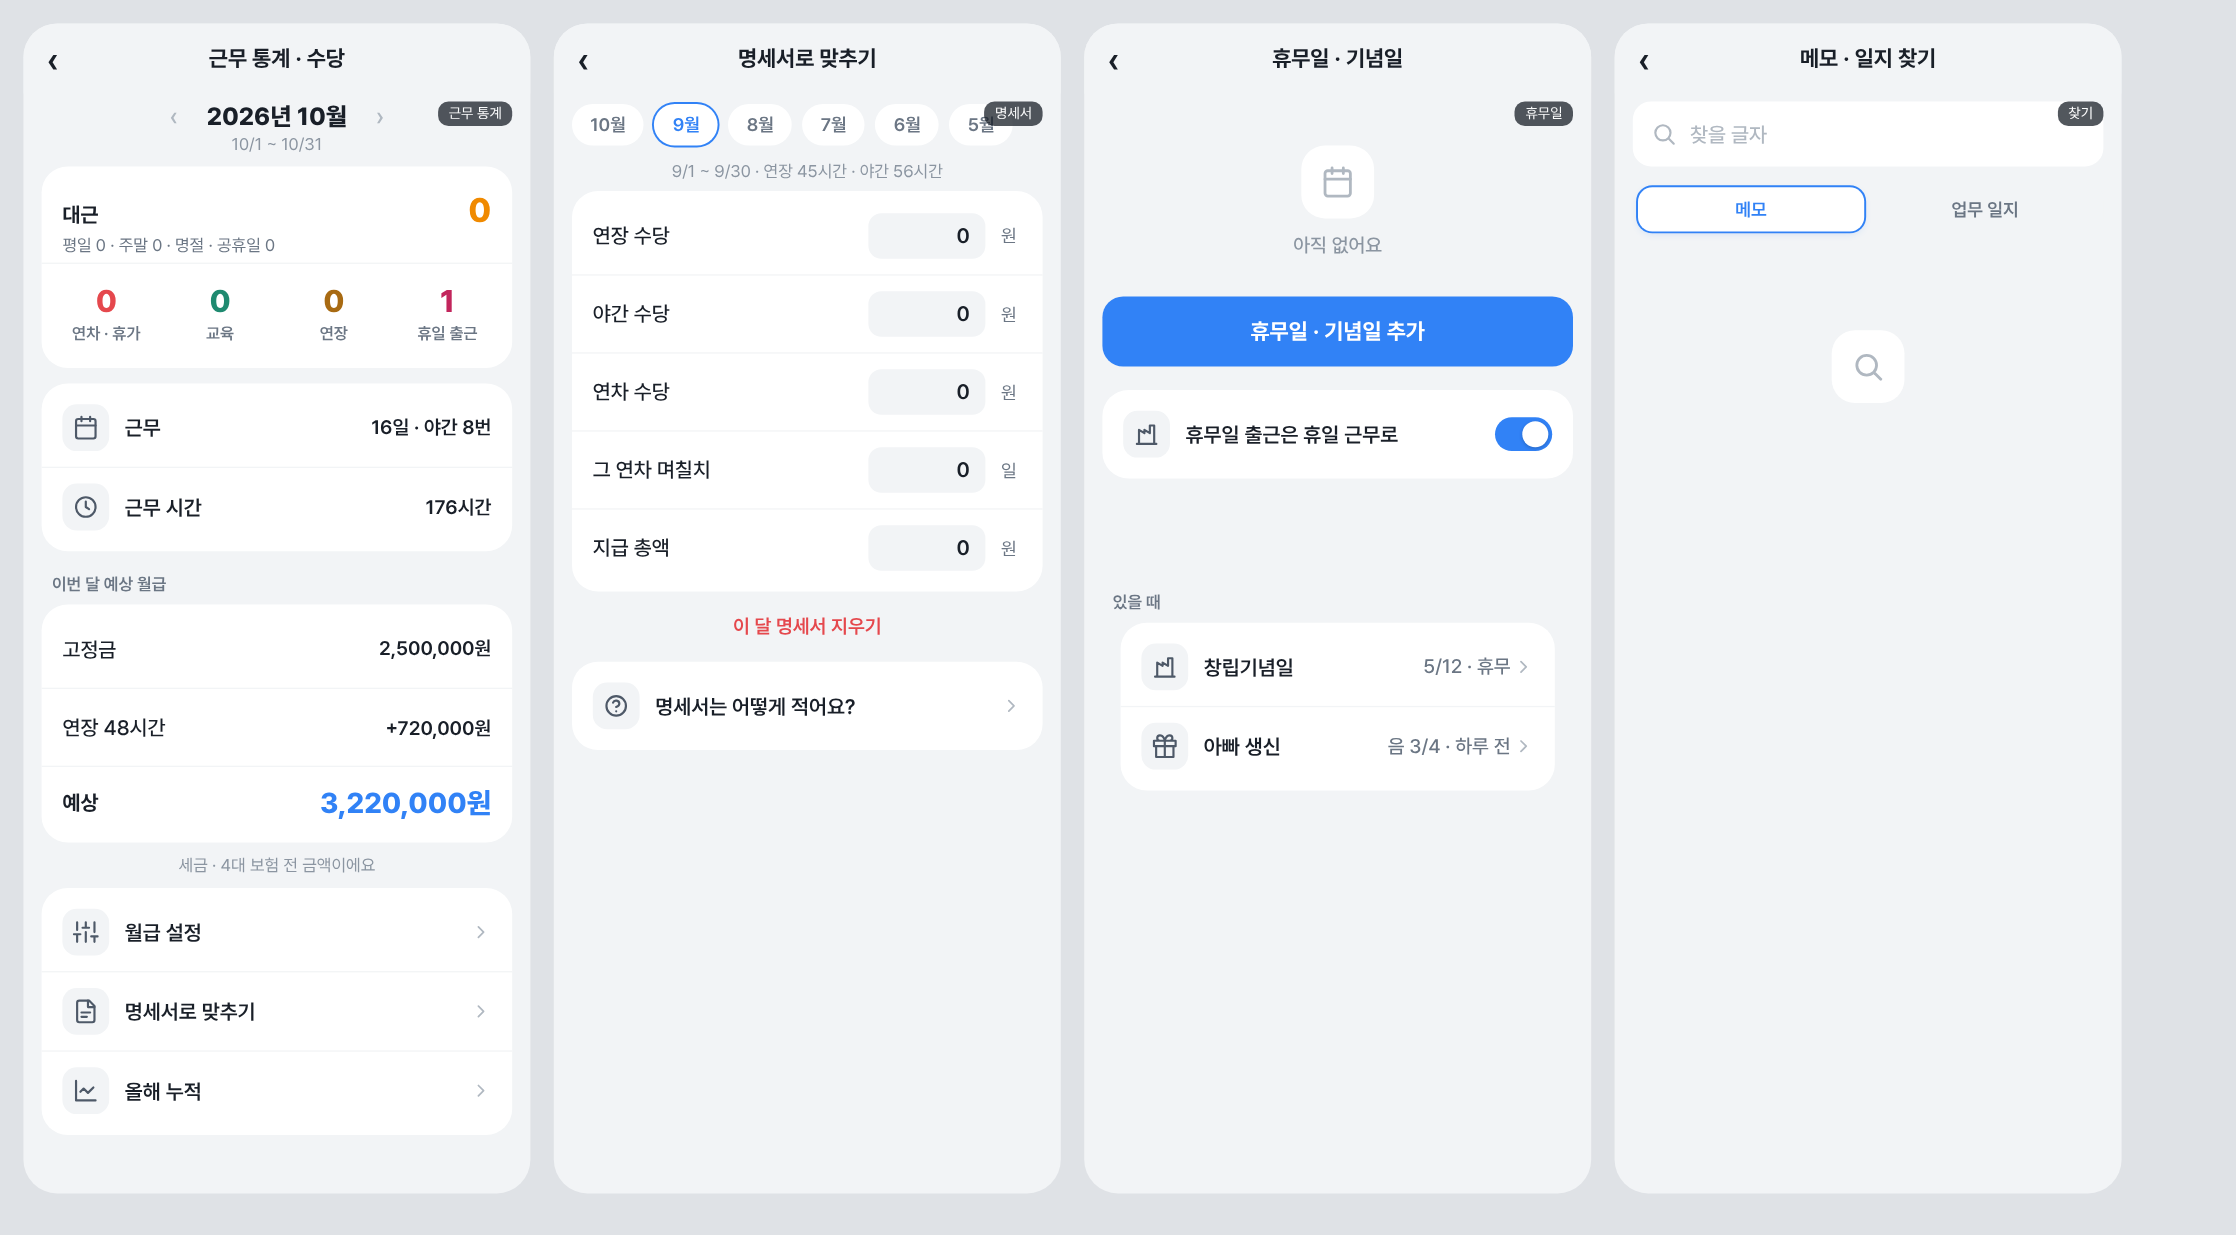 근무 통계 · 수당
2026년 10월
근무 통계
10/1 ~ 10/31
대근
0
평일 0 · 주말 0 · 명절 · 공휴일 0
0
0
0
1
연차 · 휴가
교육
연장
휴일 출근
근무
16일 · 야간 8번
근무 시간
176시간
이번 달 예상 월급
고정금
2,500,000원
연장 48시간
+720,000원
예상
3,220,000원
세금 · 4대 보험 전 금액이에요
월급 설정
명세서로 맞추기
올해 누적
명세서로 맞추기
10월
9월
8월
7월
6월
5월
명세서
9/1 ~ 9/30 · 연장 45시간 · 야간 56시간
연장 수당
0
원
야간 수당
0
원
연차 수당
0
원
그 연차 며칠치
0
일
지급 총액
0
원
이 달 명세서 지우기
명세서는 어떻게 적어요?
휴무일 · 기념일
휴무일
아직 없어요
휴무일 · 기념일 추가
휴무일 출근은 휴일 근무로
있을 때
창립기념일
5/12 · 휴무
아빠 생신
음 3/4 · 하루 전
메모 · 일지 찾기
찾기
찾을 글자
메모
업무 일지